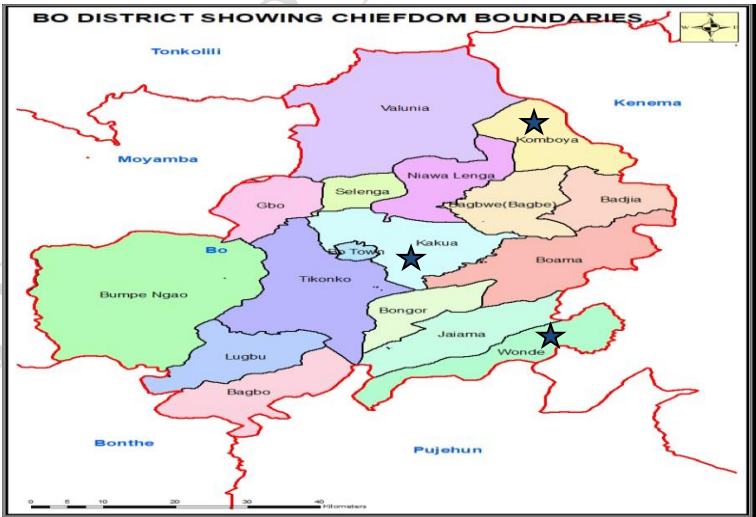 BO DISTRICT SHOWING CHIEFDOM BOUNDARIES
N
W E
S
Tonkolili
Valunia
Kenema
Komboya
Moyamba
Niawa Lenga
Selenga
Bagbwe(Bagbe)
Badjia
Gbo
Bo
Bo Town
Kakua
Boama
Tikonko
Bumpe Ngao
Bongor
Jaiama
Wonde
Lugbu
Bagbo
Bonthe
Pujehun
0 5 10 20 30 40
Kilometers